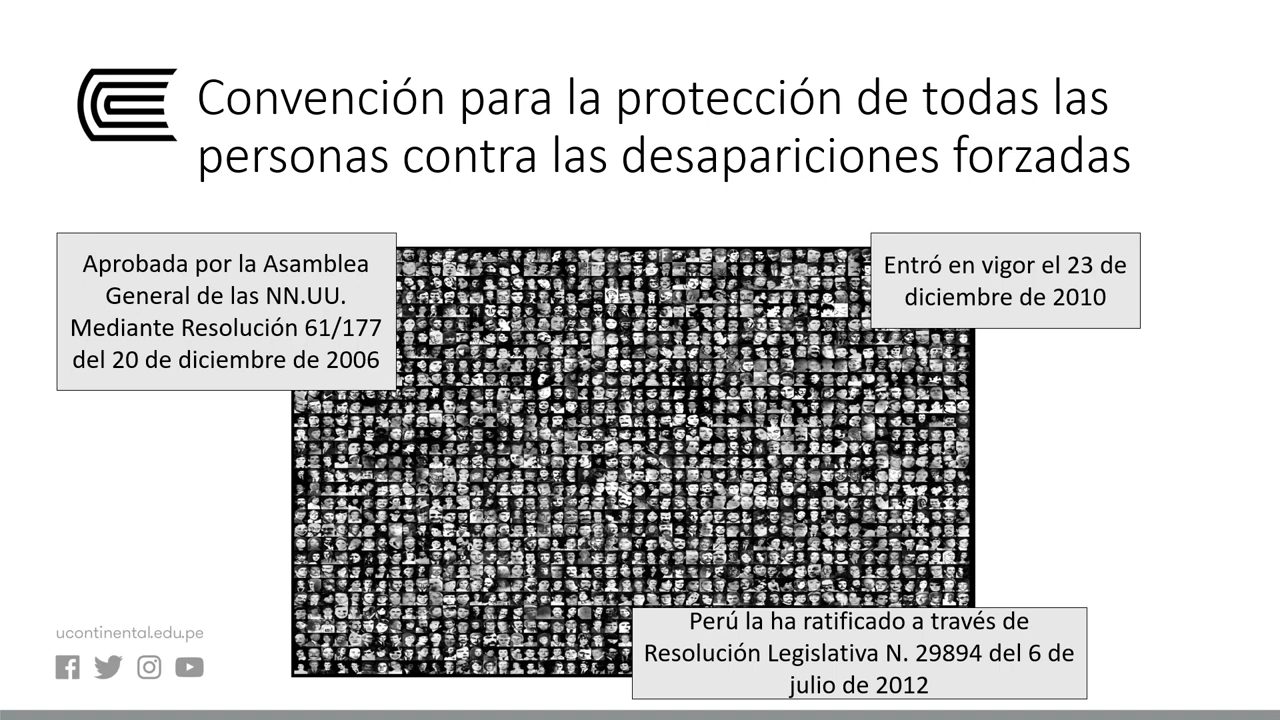 Convención para la protección de todas las
personas contra las desapariciones forzadas
Aprobada por la Asamblea
General de las NN.UU.
Mediante Resolución 61/177
del 20 de diciembre de 2006
Entró en vigor el 23 de
diciembre de 2010
Perú la ha ratificado a través de
Resolución Legislativa N. 29894 del 6 de
julio de 2012
ucontinental.edu.pe